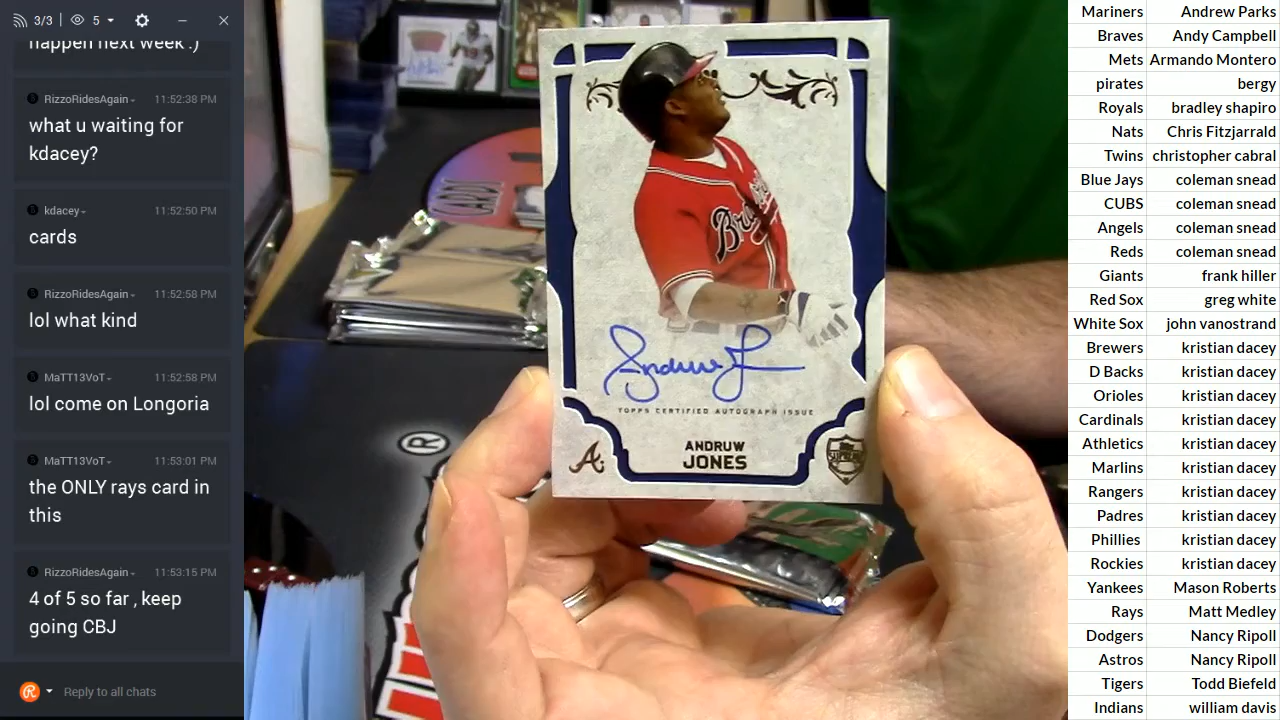 3/3
5
happen next week :)
RizzoRidesAgain
11:52:38 PM
what u waiting for
kdacey?
kdacey
11:52:50 PM
cards
RizzoRidesAgain
11:52:58 PM
lol what kind
MaTT13VoT
11:52:58 PM
lol come on Longoria
MaTT13VoT
11:53:01 PM
the ONLY rays card in
this
RizzoRidesAgain
11:53:15 PM
4 of 5 so far , keep
going CBJ
Reply to all chats
Braves
Andruw J
TOPPS CERTIFIED AUTOGRAPH ISSUE
ANDRUW
JONES
A
TOPPS
SUPREME
®
Mariners Andrew Parks
Braves Andy Campbell
Mets Armando Montero
pirates bergy
Royals bradley shapiro
Nats Chris Fitzjarrald
Twins christopher cabral
Blue Jays coleman snead
CUBS coleman snead
Angels coleman snead
Reds coleman snead
Giants frank hiller
Red Sox greg white
White Sox john vanostrand
Brewers kristian dacey
D Backs kristian dacey
Orioles kristian dacey
Cardinals kristian dacey
Athletics kristian dacey
Marlins kristian dacey
Rangers kristian dacey
Padres kristian dacey
Phillies kristian dacey
Rockies kristian dacey
Yankees Mason Roberts
Rays Matt Medley
Dodgers Nancy Ripoll
Astros Nancy Ripoll
Tigers Todd Biefeld
Indians william davis